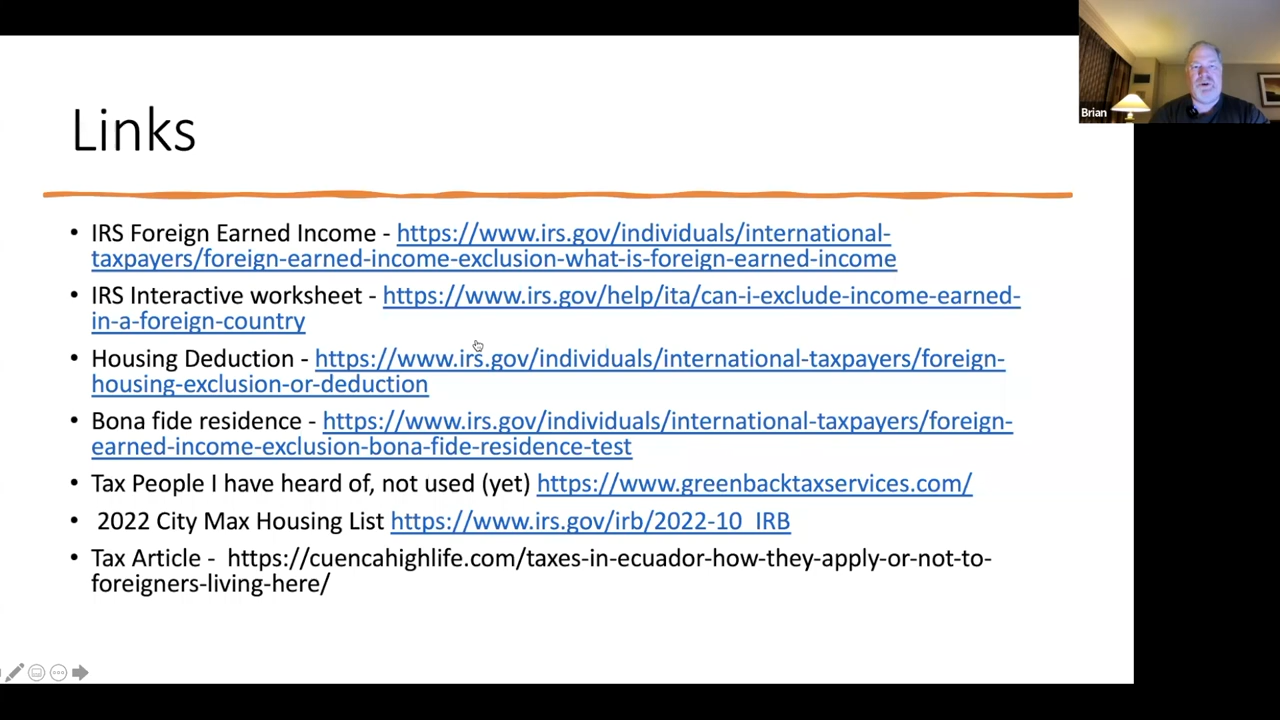 Brian
Links
• IRS Foreign Earned Income - https://www.irs.gov/individuals/international-
taxpayers/foreign-earned-income-exclusion-what-is-foreign-earned-income
• IRS Interactive worksheet - https://www.irs.gov/help/ita/can-i-exclude-income-earned-
in-a-foreign-country
• Housing Deduction - https://www.irs.gov/individuals/international-taxpayers/foreign-
housing-exclusion-or-deduction
• Bona fide residence - https://www.irs.gov/individuals/international-taxpayers/foreign-
earned-income-exclusion-bona-fide-residence-test
• Tax People I have heard of, not used (yet) https://www.greenbacktaxservices.com/
• 2022 City Max Housing List https://www.irs.gov/irb/2022-10_IRB
• Tax Article - https://cuencahighlife.com/taxes-in-ecuador-how-they-apply-or-not-to-
foreigners-living-here/